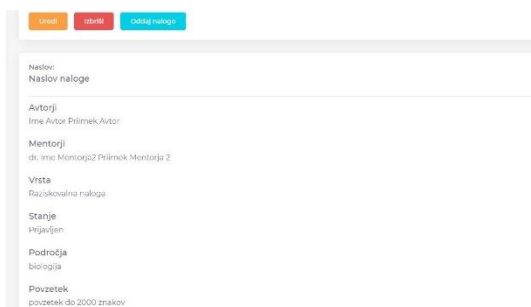 Uredi Izbriši Oddaj nalogo
Naslov:
Naslov naloge
Avtorji
Ime Avtor Priimek Avtor
Mentorji
dr. Ime Mentorja2 Priimek Mentorja 2
Vrsta
Raziskovalna naloga
Stanje
Prijavljen
Področja
biologija
Povzetek
povzetek do 2000 znakov